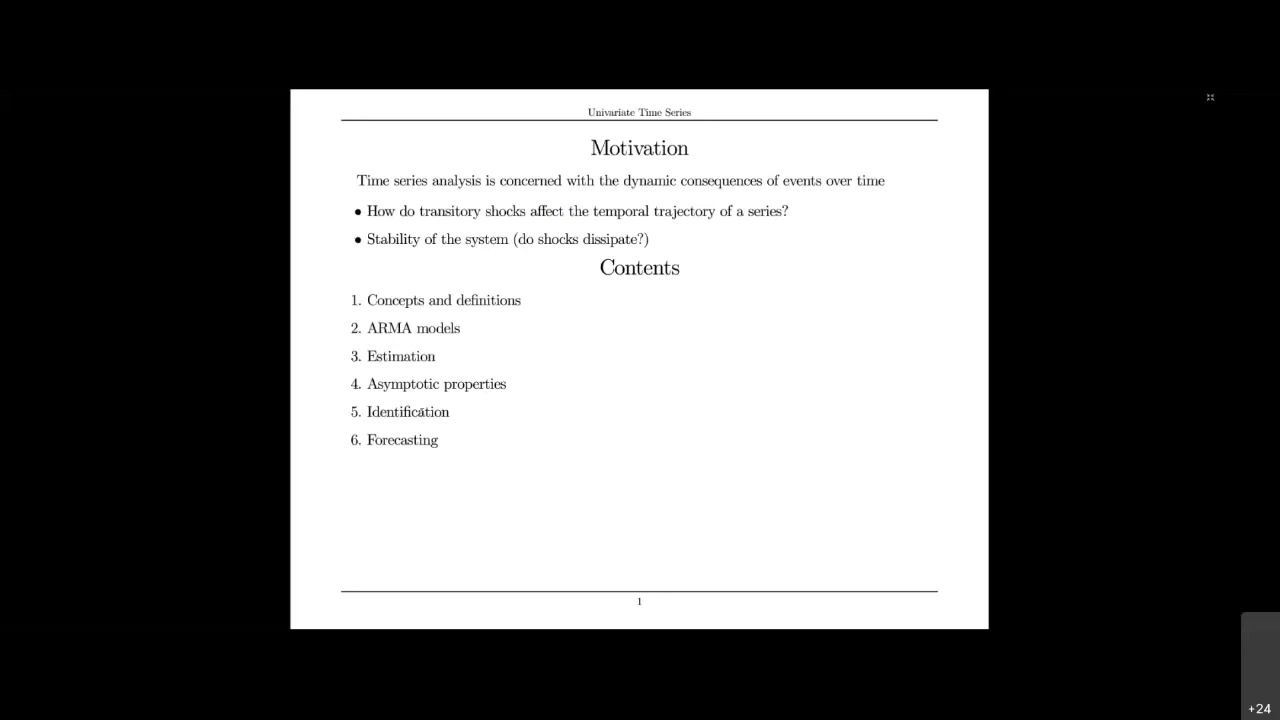 Univariate Time Series
Motivation
Time series analysis is concerned with the dynamic consequences of events over time
• How do transitory shocks affect the temporal trajectory of a series?
• Stability of the system (do shocks dissipate?)
Contents
1. Concepts and definitions
2. ARMA models
3. Estimation
4. Asymptotic properties
5. Identification
6. Forecasting
1
+24